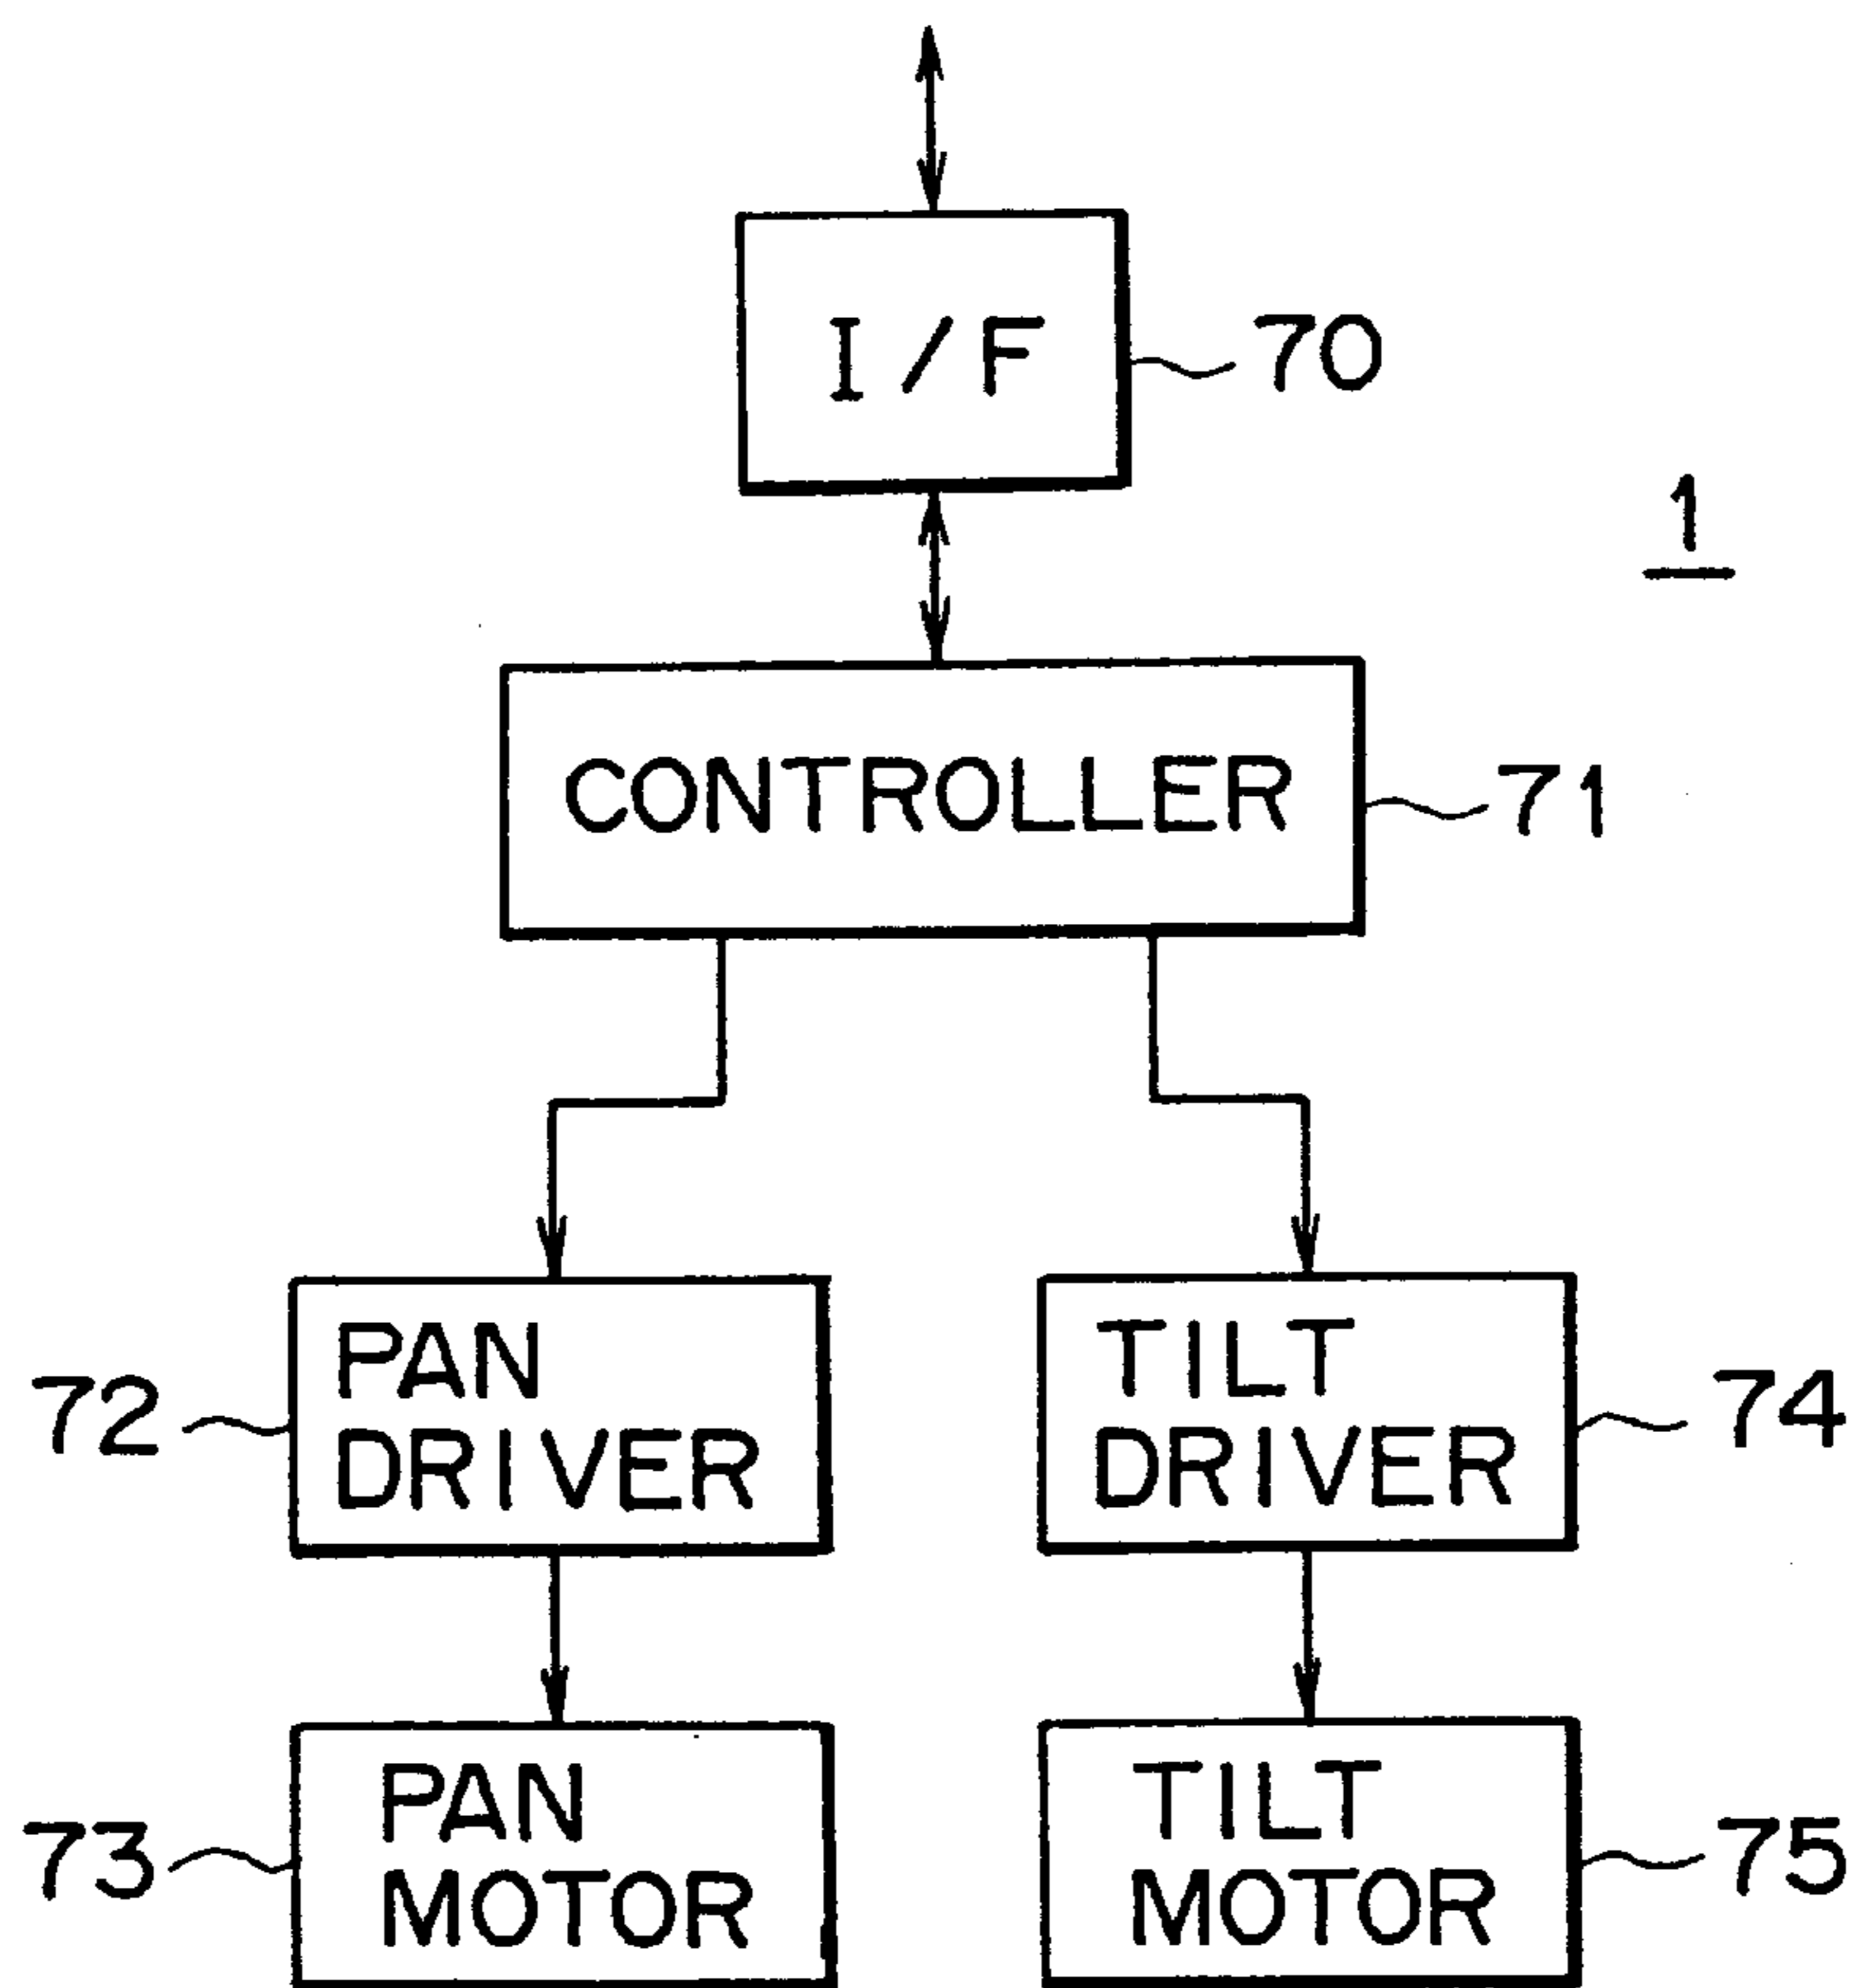 I/F
70
1
CONTROLLER
71
PAN
DRIVER
72
TILT
DRIVER
74
PAN
MOTOR
73
TILT
MOTOR
75